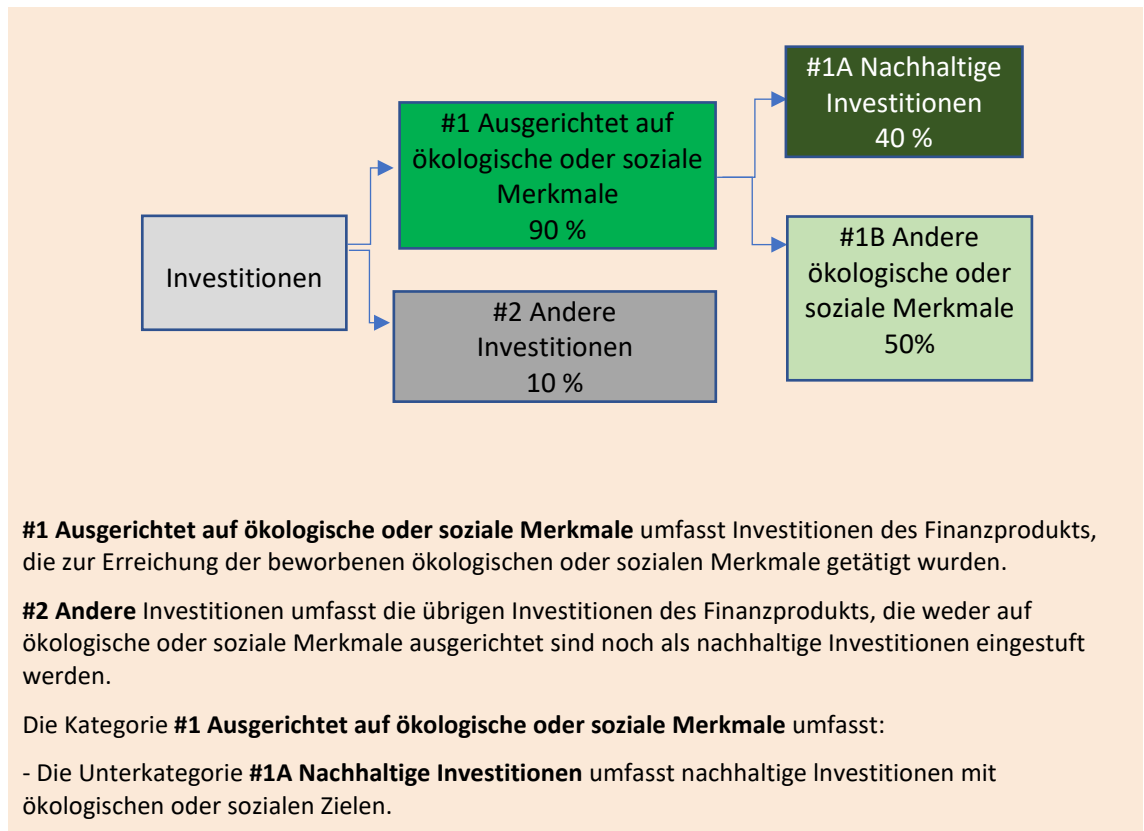 #1A Nachhaltige
Investitionen
40 %
#1 Ausgerichtet auf
ökologische oder soziale
Merkmale
90 %
#1B Andere
ökologische oder
soziale Merkmale
50%
Investitionen
#2 Andere
Investitionen
10 %
#1 Ausgerichtet auf ökologische oder soziale Merkmale umfasst Investitionen des Finanzprodukts,
die zur Erreichung der beworbenen ökologischen oder sozialen Merkmale getätigt wurden.
#2 Andere Investitionen umfasst die übrigen Investitionen des Finanzprodukts, die weder auf
ökologische oder soziale Merkmale ausgerichtet sind noch als nachhaltige Investitionen eingestuft
werden.
Die Kategorie #1 Ausgerichtet auf ökologische oder soziale Merkmale umfasst:
- Die Unterkategorie #1A Nachhaltige Investitionen umfasst nachhaltige Investitionen mit
ökologischen oder sozialen Zielen.